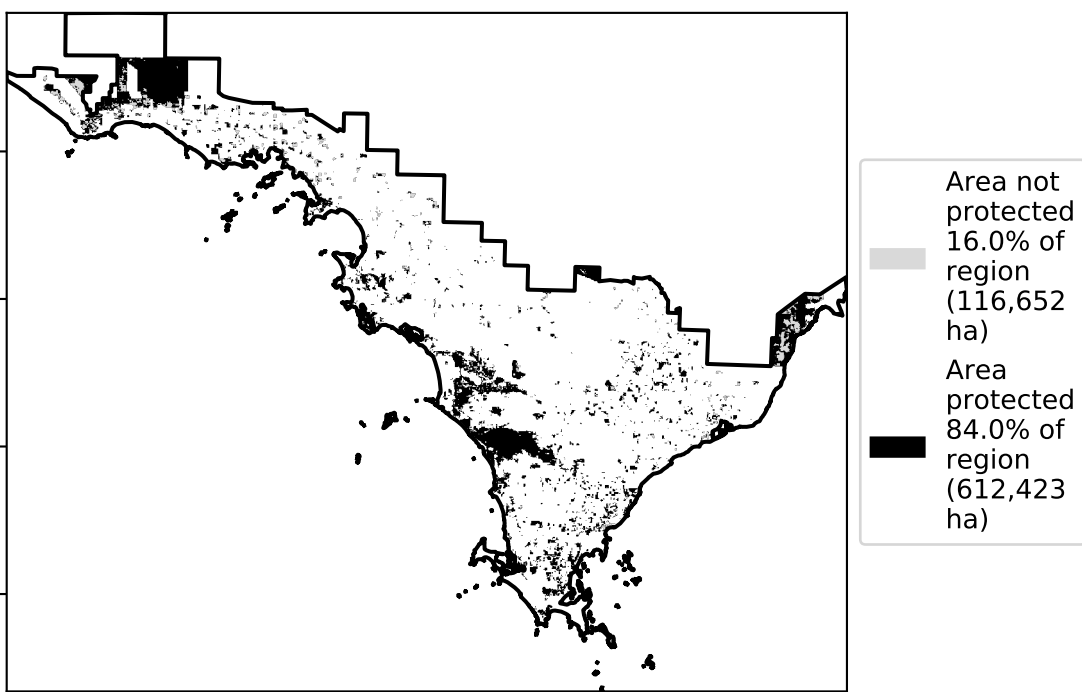 Area not
protected
16.0% of
region
(116,652
ha)
Area
protected
84.0% of
region
(612,423
ha)